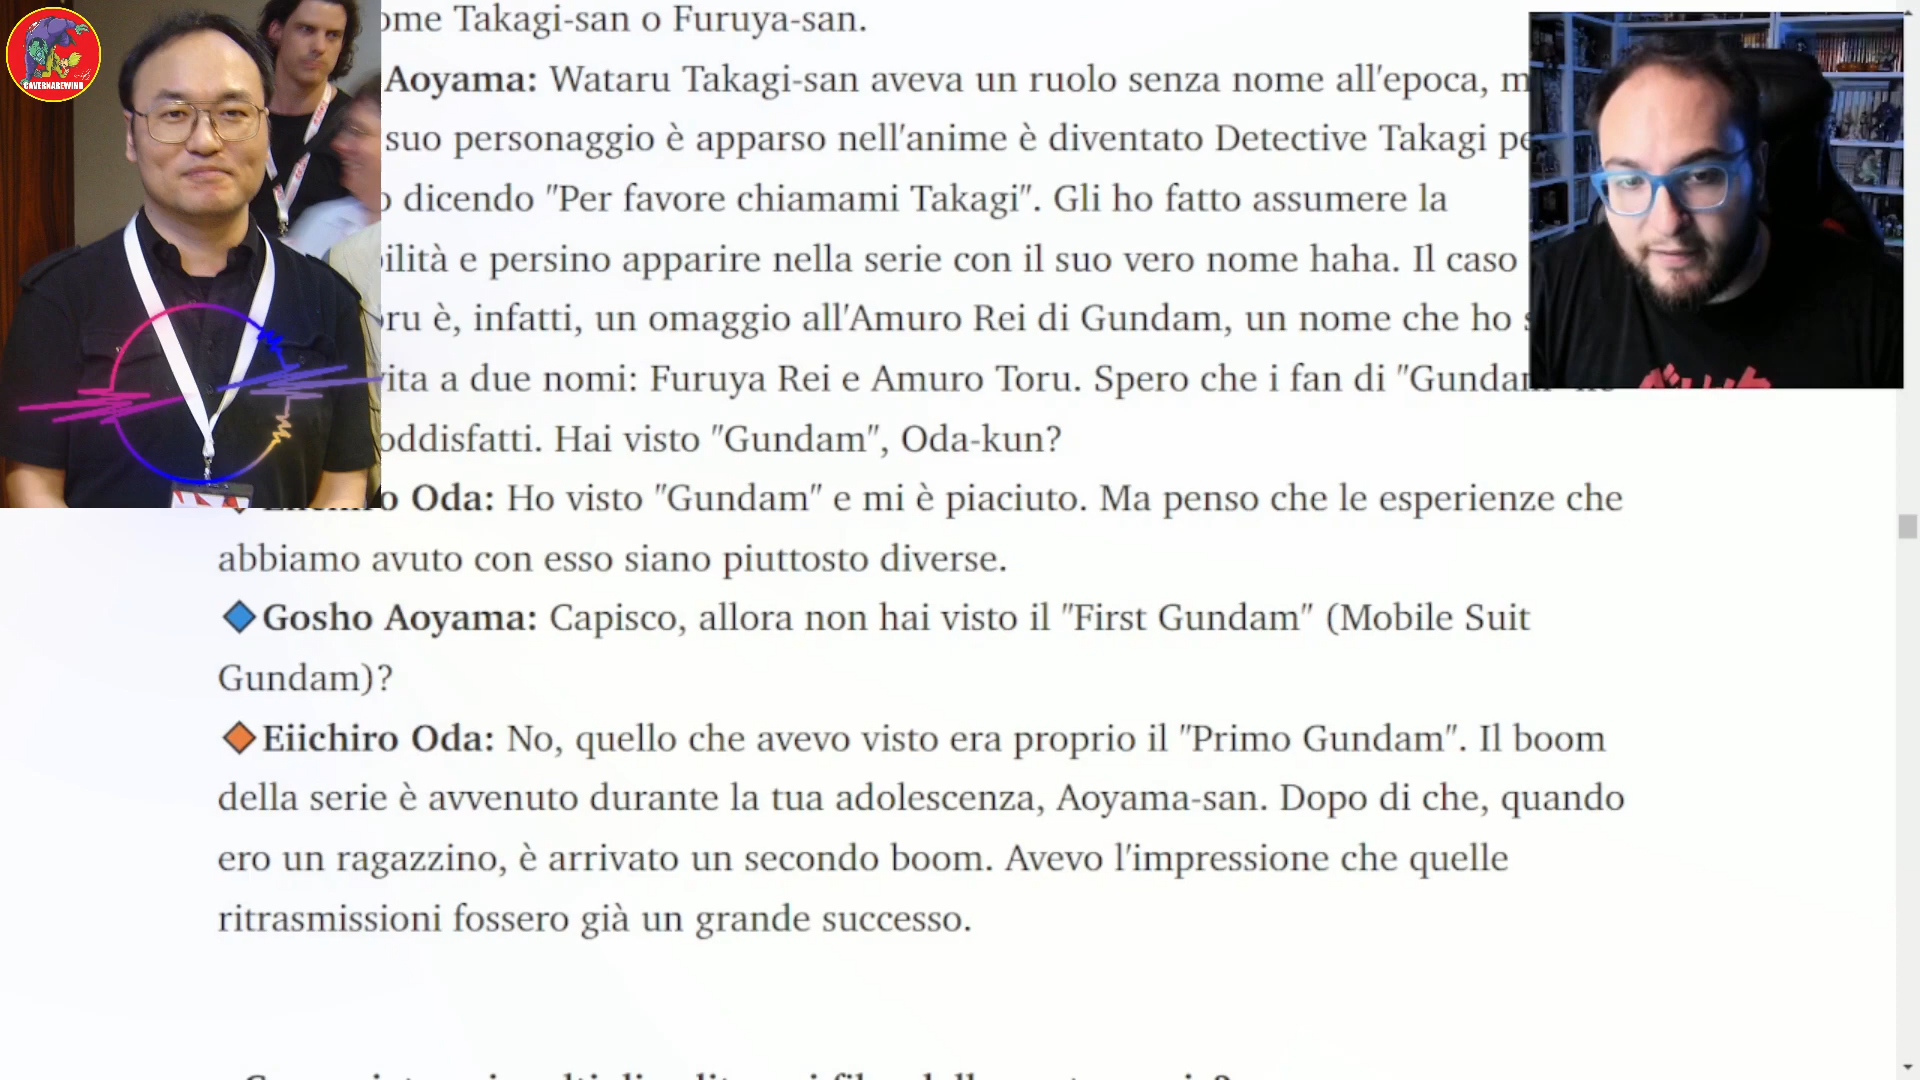 CAVERNAREWIND
ome Takagi-san o Furuya-san.
Aoyama: Wataru Takagi-san aveva un ruolo senza nome all'epoca, m
suo personaggio è apparso nell'anime è diventato Detective Takagi pe
o dicendo "Per favore chiamami Takagi". Gli ho fatto assumere la
ilità e persino apparire nella serie con il suo vero nome haha. Il caso
ru è, infatti, un omaggio all'Amuro Rei di Gundam, un nome che ho s
ita a due nomi: Furuya Rei e Amuro Toru. Spero che i fan di "Gundam
oddisfatti. Hai visto "Gundam", Oda-kun?
o Oda: Ho visto "Gundam" e mi è piaciuto. Ma penso che le esperienze che
abbiamo avuto con esso siano piuttosto diverse.
Gosho Aoyama: Capisco, allora non hai visto il "First Gundam" (Mobile Suit
Gundam)?
Eiichiro Oda: No, quello che avevo visto era proprio il "Primo Gundam". Il boom
della serie è avvenuto durante la tua adolescenza, Aoyama-san. Dopo di che, quando
ero un ragazzino, è arrivato un secondo boom. Avevo l'impressione che quelle
ritrasmissioni fossero già un grande successo.